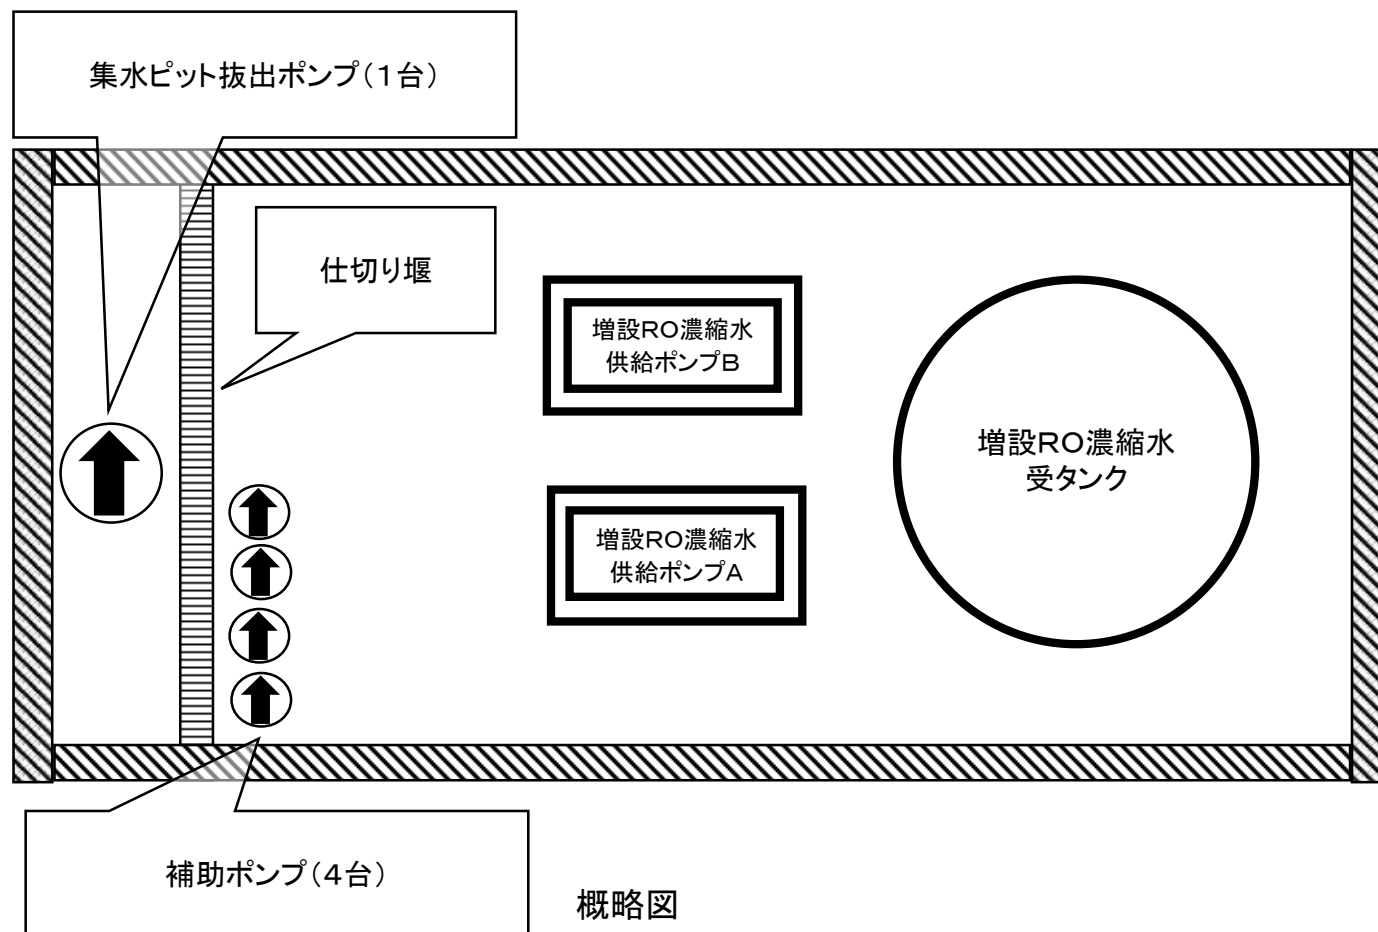 集水ピット抜出ポンプ（１台）
仕切り堰
増設ＲＯ濃縮水
供給ポンプＢ
増設ＲＯ濃縮水
受タンク
増設ＲＯ濃縮水
供給ポンプＡ
補助ポンプ（４台）
概略図